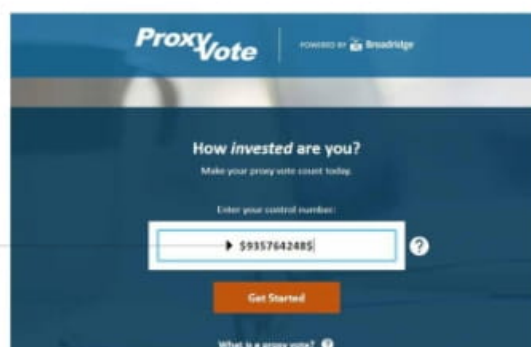 ProxyVote
POWERED BY Broadridge
How invested are you?
Make your proxy vote count today.
Enter your control number:
$935764248$
?
Get Started
What is a proxy vote? ?